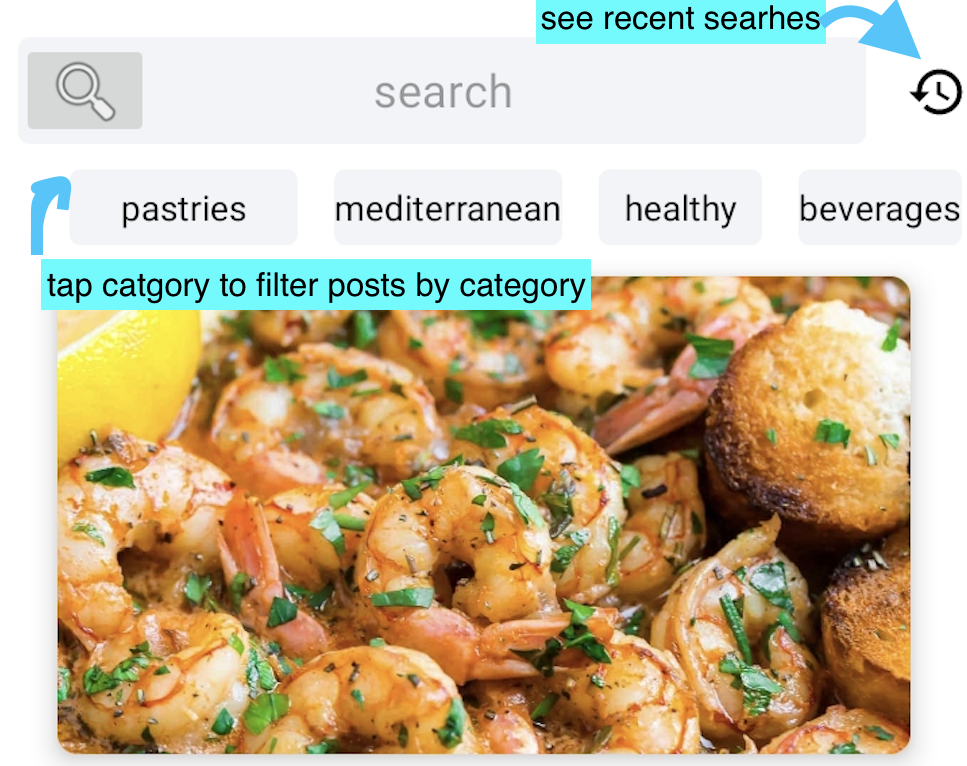 see recent searhes
search
pastries mediterranean healthy beverages
tap catgory to filter posts by category